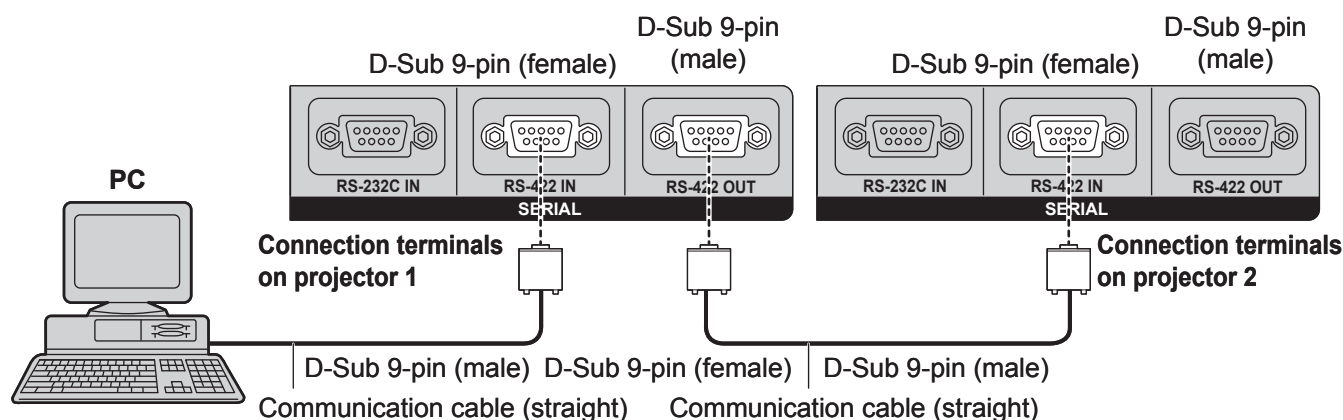 D-Sub 9-pin (female)
D-Sub 9-pin
(male)
D-Sub 9-pin (female)
D-Sub 9-pin
(male)
RS-232C IN
RS-422 IN
RS-422 OUT
SERIAL
RS-232C IN
RS-422 IN
RS-422 OUT
SERIAL
PC
Connection terminals
on projector 1
Connection terminals
on projector 2
D-Sub 9-pin (male)
D-Sub 9-pin (female)
D-Sub 9-pin (male)
Communication cable (straight)
Communication cable (straight)